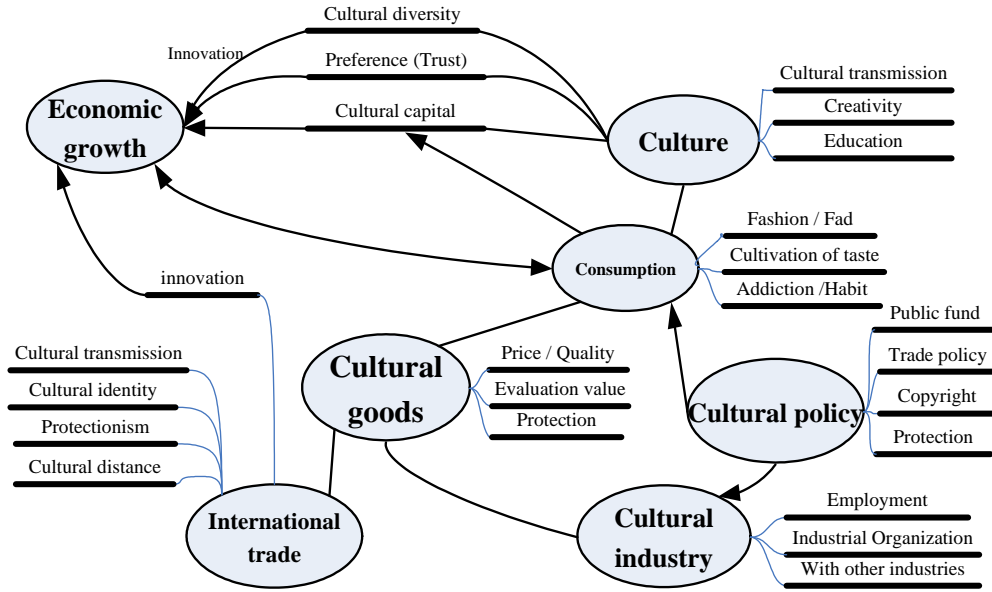 Cultural diversity
Innovation
Preference (Trust)
Cultural capital
Economic
growth
Culture
Cultural transmission
Creativity
Education
Consumption
Fashion / Fad
Cultivation of taste
Addiction /Habit
innovation
Public fund
Trade policy
Copyright
Protection
Cultural policy
Cultural
goods
Price / Quality
Evaluation value
Protection
Cultural transmission
Cultural identity
Protectionism
Cultural distance
International
trade
Cultural
industry
Employment
Industrial Organization
With other industries